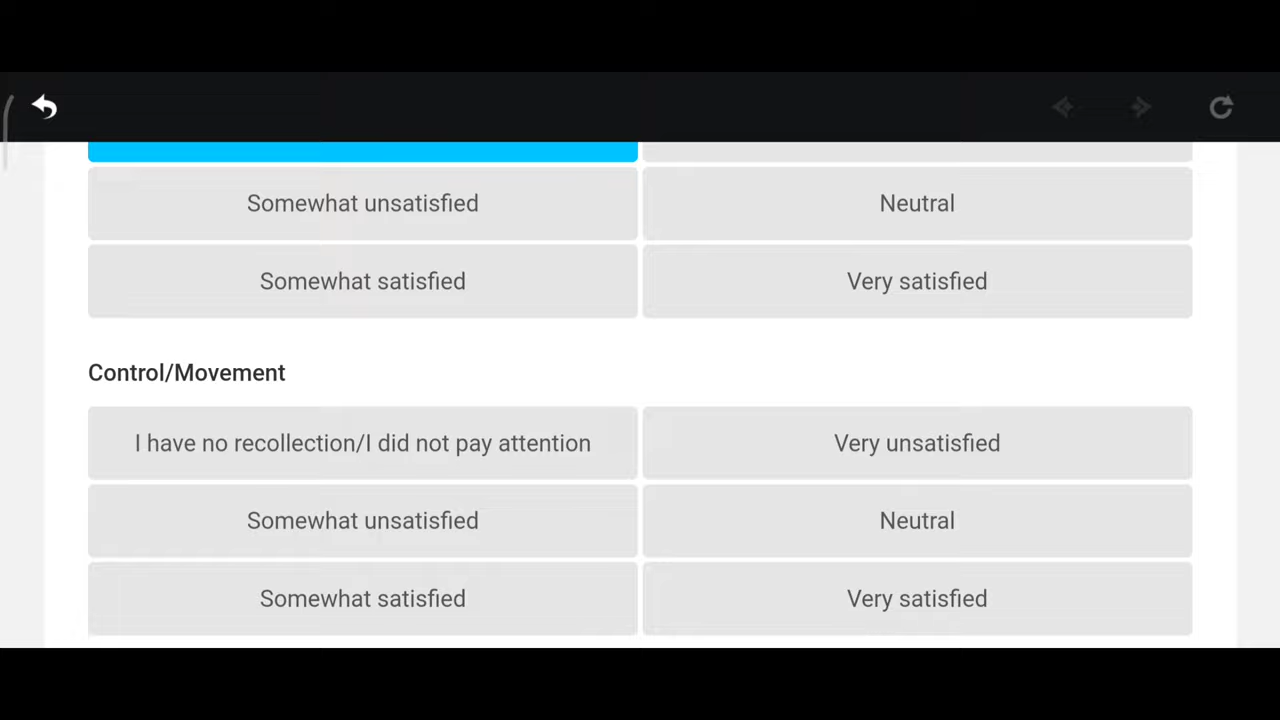 Somewhat unsatisfied Neutral
Somewhat satisfied Very satisfied
Control/Movement
I have no recollection/I did not pay attention Very unsatisfied
Somewhat unsatisfied Neutral
Somewhat satisfied Very satisfied